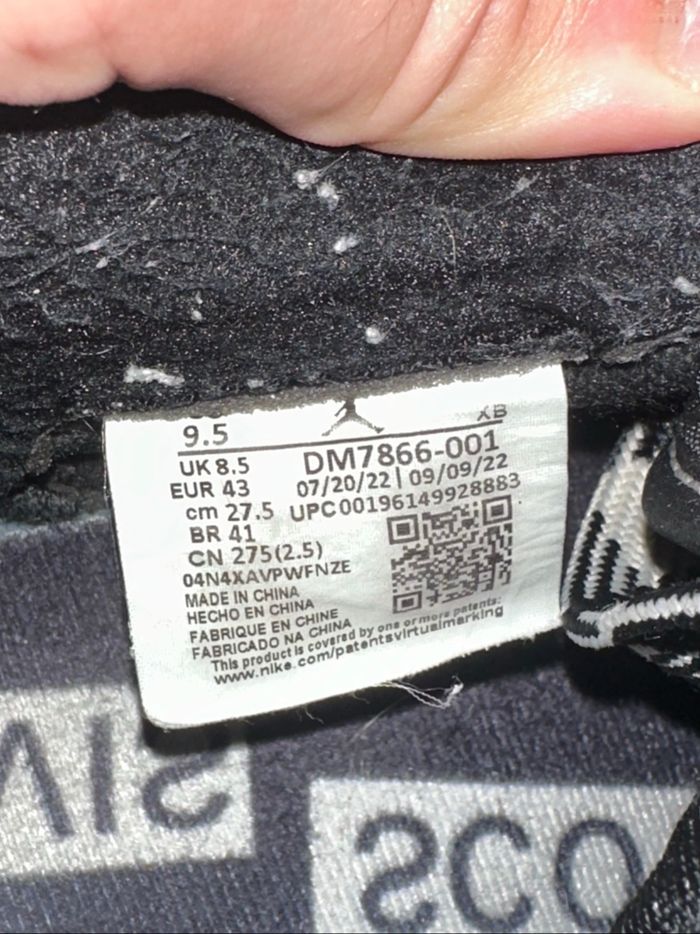 9.5 XB
UK 8.5 DM7866-001
EUR 43 07/20/22 | 09/09/22
cm 27.5 UPC00196149928883
BR 41
CN 275(2.5)
04N4XAVPWFNZE
MADE IN CHINA
HECHO EN CHINA
FABRIQUE EN CHINE
FABRICADO NA CHINA
This product is covered by one or more patents:
www.nike.com/patentsvirtualmarking
VIS
SCO